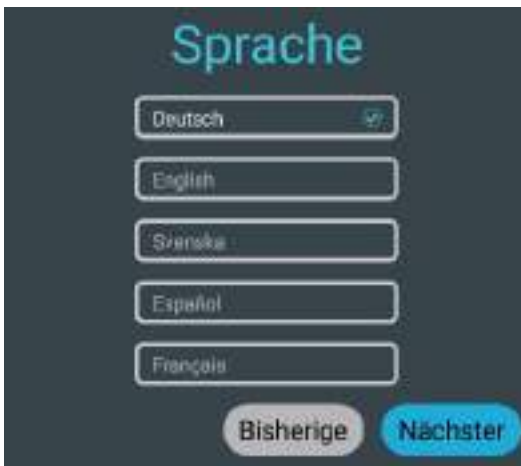 Sprache
Deutsch
English
Svenska
Español
Français
Bisherige
Nächster